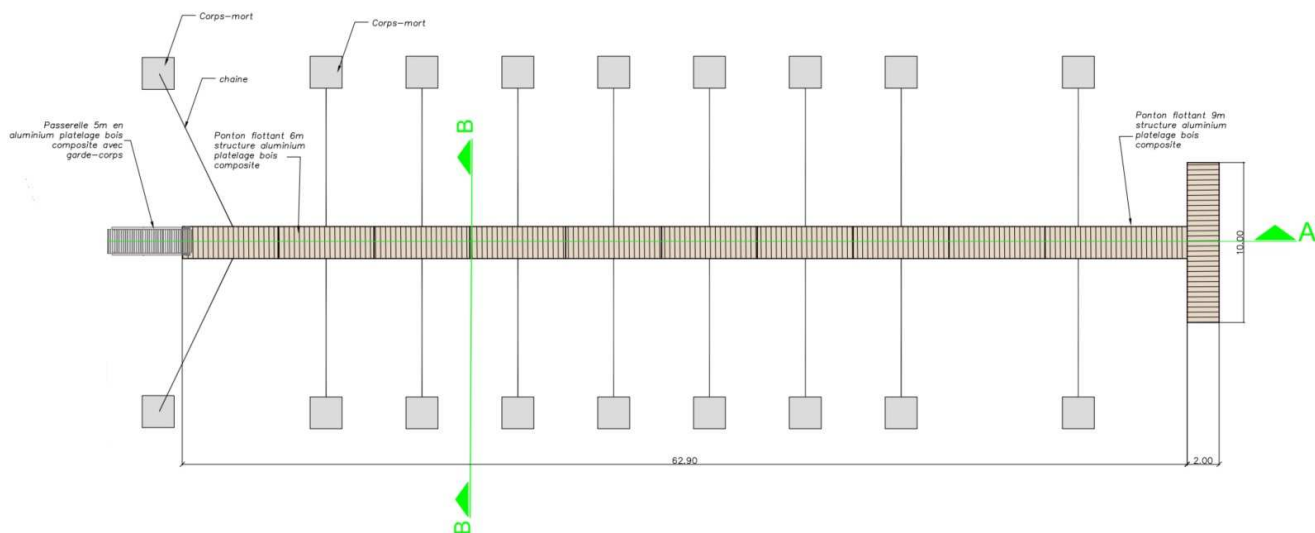 Corps-mort
Corps-mort
chaine
Passerelle 5m en
aluminium platelage bois
composite avec
garde-corps
Ponton flottant 6m
structure aluminium
platelage bois
composite
B
Ponton flottant 9m
structure aluminium
platelage bois
composite
A
10.00
62.90
2.00
B